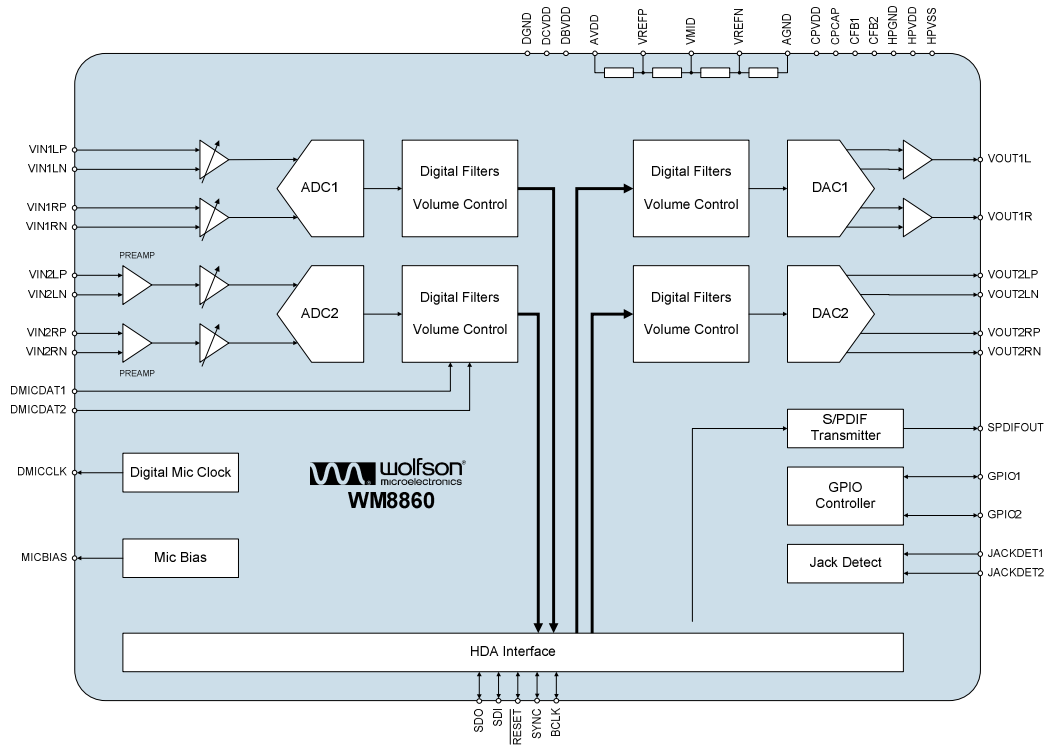 DGND
DCVDD
DBVDD
AVDD
VREFP
VMID
VREFN
AGND
CPVDD
CPCAP
CFB1
CFB2
HPGND
HPVDD
HPVSS
VIN1LP
VIN1LN
VIN1RP
VIN1RN
ADC1
Digital Filters
Volume Control
Digital Filters
Volume Control
DAC1
VOUT1L
VOUT1R
PREAMP
VIN2LP
VIN2LN
VIN2RP
VIN2RN
PREAMP
ADC2
Digital Filters
Volume Control
Digital Filters
Volume Control
DAC2
VOUT2LP
VOUT2LN
VOUT2RP
VOUT2RN
DMICDAT1
DMICDAT2
S/PDIF
Transmitter
SPDIFOUT
DMICCLK
Digital Mic Clock
wolfson®
microelectronics
WM8860
GPIO
Controller
GPIO1
GPIO2
MICBIAS
Mic Bias
Jack Detect
JACKDET1
JACKDET2
HDA Interface
SDO
SDI
RESET
SYNC
BCLK